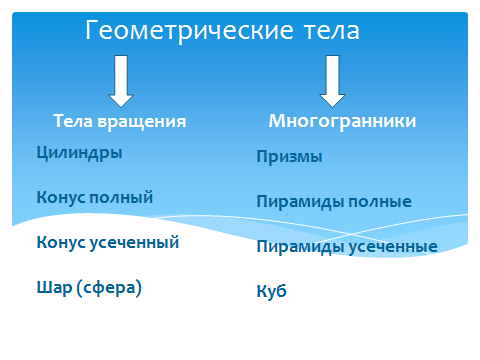 Геометрические тела
Тела вращения
Цилиндры
Конус полный
Конус усеченный
Шар (сфера)
Многогранники
Призмы
Пирамиды полные
Пирамиды усеченные
Куб